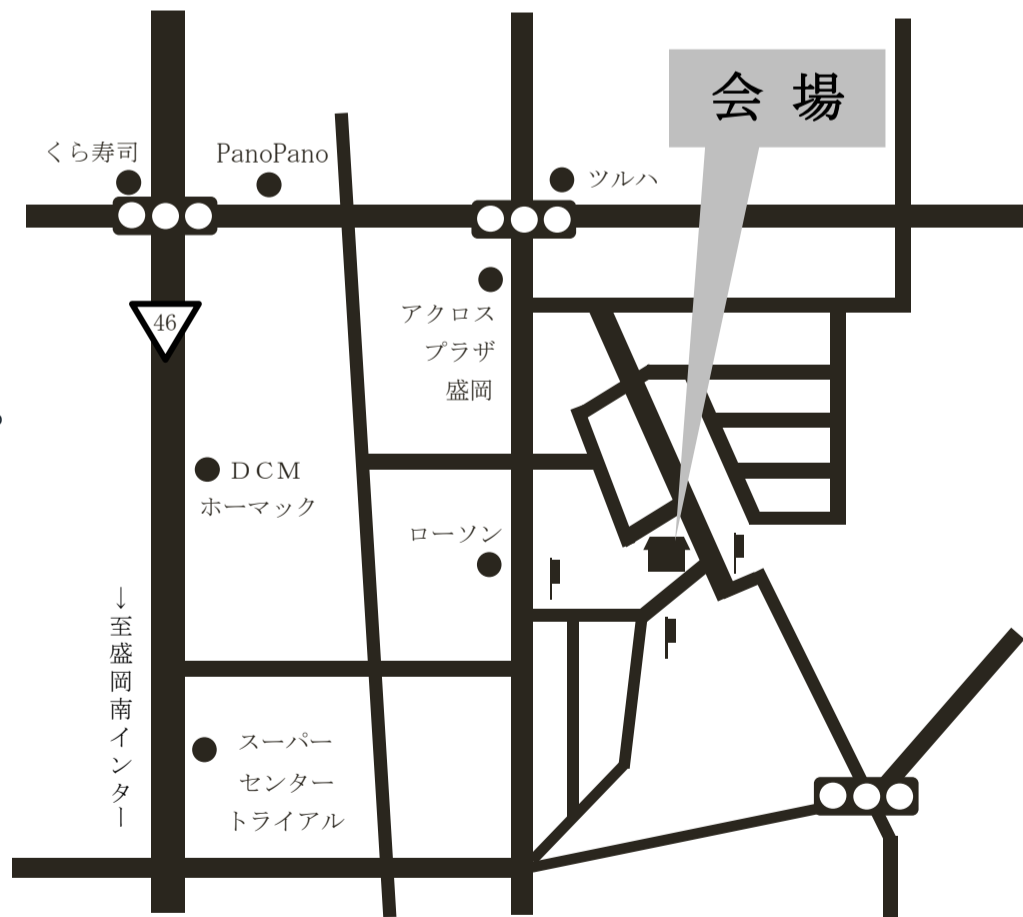 会場
くら寿司
PanoPano
ツルハ
46
アクロス
プラザ
盛岡
DCM
ホーマック
ローソン
↓至盛岡南インター
スーパー
センター
トライアル